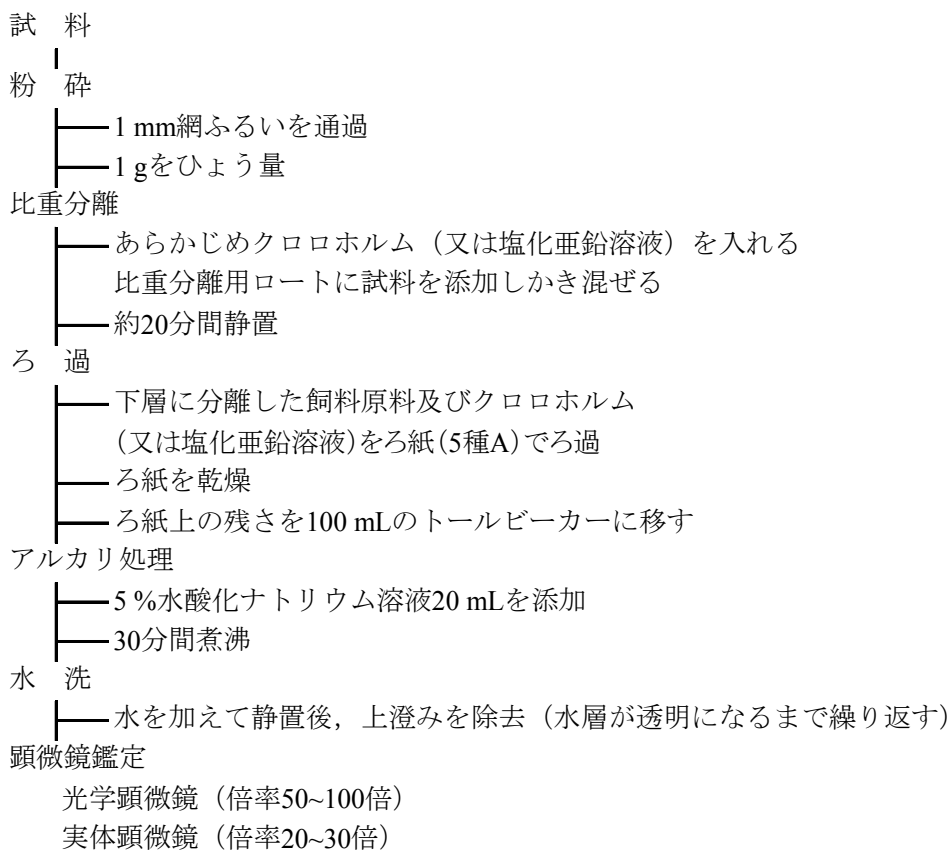 試　料
粉　砕
1 mm網ふるいを通過
1 gをひょう量
比重分離
あらかじめクロロホルム（又は塩化亜鉛溶液）を入れる
比重分離用ロートに試料を添加しかき混ぜる
約20分間静置
ろ　過
下層に分離した飼料原料及びクロロホルム
(又は塩化亜鉛溶液)をろ紙(5種A)でろ過
ろ紙を乾燥
ろ紙上の残さを100 mLのトールビーカーに移す
アルカリ処理
5 %水酸化ナトリウム溶液20 mLを添加
30分間煮沸
水　洗
水を加えて静置後，上澄みを除去（水層が透明になるまで繰り返す）
顕微鏡鑑定
光学顕微鏡（倍率50~100倍）
実体顕微鏡（倍率20~30倍）